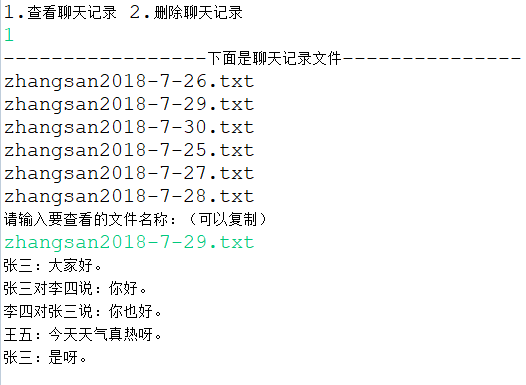 1.查看聊天记录 2.删除聊天记录
1
-----------------下面是聊天记录文件---------------
zhangsan2018-7-26.txt
zhangsan2018-7-29.txt
zhangsan2018-7-30.txt
zhangsan2018-7-25.txt
zhangsan2018-7-27.txt
zhangsan2018-7-28.txt
请输入要查看的文件名称：（可以复制）
zhangsan2018-7-29.txt
张三：大家好。
张三对李四说：你好。
李四对张三说：你也好。
王五：今天天气真热呀。
张三：是呀。